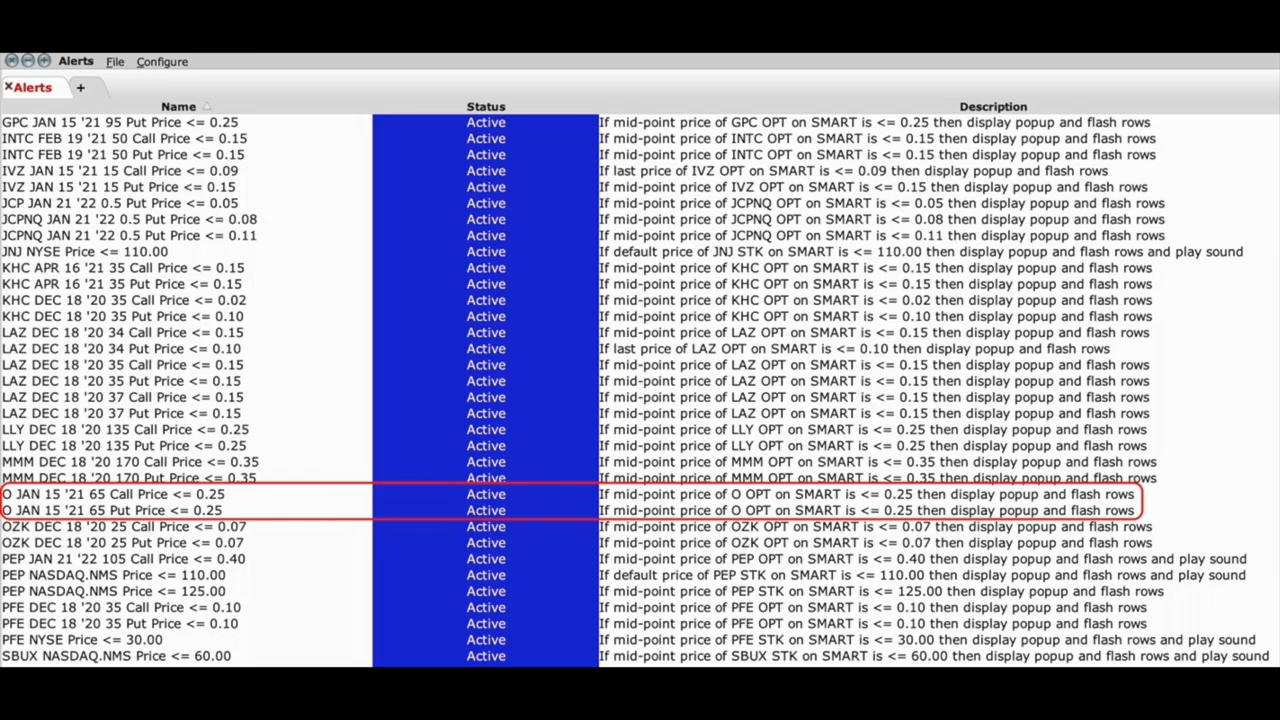 Alerts File Configure
×Alerts +
Name Status Description
GPC JAN 15 '21 95 Put Price <= 0.25 Active If mid-point price of GPC OPT on SMART is <= 0.25 then display popup and flash rows
INTC FEB 19 '21 50 Call Price <= 0.15 Active If mid-point price of INTC OPT on SMART is <= 0.15 then display popup and flash rows
INTC FEB 19 '21 50 Put Price <= 0.15 Active If mid-point price of INTC OPT on SMART is <= 0.15 then display popup and flash rows
IVZ JAN 15 '21 15 Call Price <= 0.09 Active If last price of IVZ OPT on SMART is <= 0.09 then display popup and flash rows
IVZ JAN 15 '21 15 Put Price <= 0.15 Active If mid-point price of IVZ OPT on SMART is <= 0.15 then display popup and flash rows
JCP JAN 21 '22 0.5 Put Price <= 0.05 Active If mid-point price of JCPNQ OPT on SMART is <= 0.05 then display popup and flash rows
JCPNQ JAN 21 '22 0.5 Put Price <= 0.08 Active If mid-point price of JCPNQ OPT on SMART is <= 0.08 then display popup and flash rows
JCPNQ JAN 21 '22 0.5 Put Price <= 0.11 Active If mid-point price of JCPNQ OPT on SMART is <= 0.11 then display popup and flash rows
JNJ NYSE Price <= 110.00 Active If default price of JNJ STK on SMART is <= 110.00 then display popup and flash rows and play sound
KHC APR 16 '21 35 Call Price <= 0.15 Active If mid-point price of KHC OPT on SMART is <= 0.15 then display popup and flash rows
KHC APR 16 '21 35 Put Price <= 0.15 Active If mid-point price of KHC OPT on SMART is <= 0.15 then display popup and flash rows
KHC DEC 18 '20 35 Call Price <= 0.02 Active If mid-point price of KHC OPT on SMART is <= 0.02 then display popup and flash rows
KHC DEC 18 '20 35 Put Price <= 0.10 Active If mid-point price of KHC OPT on SMART is <= 0.10 then display popup and flash rows
LAZ DEC 18 '20 34 Call Price <= 0.15 Active If mid-point price of LAZ OPT on SMART is <= 0.15 then display popup and flash rows
LAZ DEC 18 '20 34 Put Price <= 0.10 Active If last price of LAZ OPT on SMART is <= 0.10 then display popup and flash rows
LAZ DEC 18 '20 35 Call Price <= 0.15 Active If mid-point price of LAZ OPT on SMART is <= 0.15 then display popup and flash rows
LAZ DEC 18 '20 35 Put Price <= 0.15 Active If mid-point price of LAZ OPT on SMART is <= 0.15 then display popup and flash rows
LAZ DEC 18 '20 37 Call Price <= 0.15 Active If mid-point price of LAZ OPT on SMART is <= 0.15 then display popup and flash rows
LAZ DEC 18 '20 37 Put Price <= 0.15 Active If mid-point price of LAZ OPT on SMART is <= 0.15 then display popup and flash rows
LLY DEC 18 '20 135 Call Price <= 0.25 Active If mid-point price of LLY OPT on SMART is <= 0.25 then display popup and flash rows
LLY DEC 18 '20 135 Put Price <= 0.25 Active If mid-point price of LLY OPT on SMART is <= 0.25 then display popup and flash rows
MMM DEC 18 '20 170 Call Price <= 0.35 Active If mid-point price of MMM OPT on SMART is <= 0.35 then display popup and flash rows
MMM DEC 18 '20 170 Put Price <= 0.35 Active If mid-point price of MMM OPT on SMART is <= 0.35 then display popup and flash rows
O JAN 15 '21 65 Call Price <= 0.25 Active If mid-point price of O OPT on SMART is <= 0.25 then display popup and flash rows
O JAN 15 '21 65 Put Price <= 0.25 Active If mid-point price of O OPT on SMART is <= 0.25 then display popup and flash rows
OZK DEC 18 '20 25 Call Price <= 0.07 Active If mid-point price of OZK OPT on SMART is <= 0.07 then display popup and flash rows
OZK DEC 18 '20 25 Put Price <= 0.07 Active If mid-point price of OZK OPT on SMART is <= 0.07 then display popup and flash rows
PEP JAN 21 '22 105 Call Price <= 0.40 Active If mid-point price of PEP OPT on SMART is <= 0.40 then display popup and flash rows and play sound
PEP NASDAQ.NMS Price <= 110.00 Active If default price of PEP STK on SMART is <= 110.00 then display popup and flash rows and play sound
PEP NASDAQ.NMS Price <= 125.00 Active If mid-point price of PEP STK on SMART is <= 125.00 then display popup and flash rows
PFE DEC 18 '20 35 Call Price <= 0.10 Active If mid-point price of PFE OPT on SMART is <= 0.10 then display popup and flash rows
PFE DEC 18 '20 35 Put Price <= 0.10 Active If mid-point price of PFE OPT on SMART is <= 0.10 then display popup and flash rows
PFE NYSE Price <= 30.00 Active If mid-point price of PFE STK on SMART is <= 30.00 then display popup and flash rows and play sound
SBUX NASDAQ.NMS Price <= 60.00 Active If mid-point price of SBUX STK on SMART is <= 60.00 then display popup and flash rows and play sound